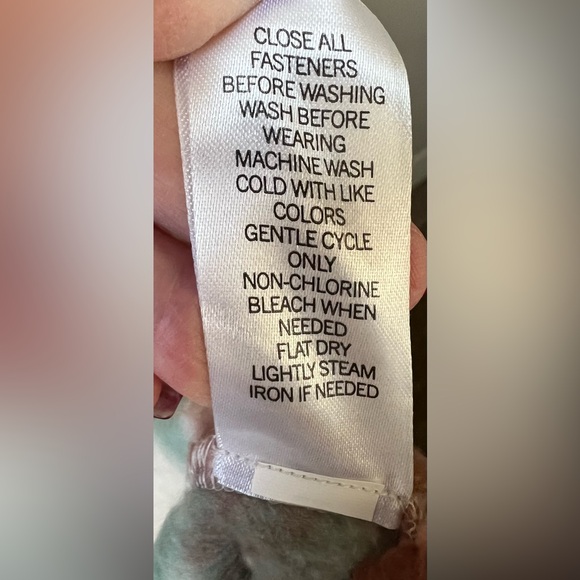 CLOSE ALL
FASTENERS
BEFORE WASHING
WASH BEFORE
WEARING
MACHINE WASH
COLD WITH LIKE
COLORS
GENTLE CYCLE
ONLY
NON-CHLORINE
BLEACH WHEN
NEEDED
FLAT DRY
LIGHTLY STEAM
IRON IF NEEDED